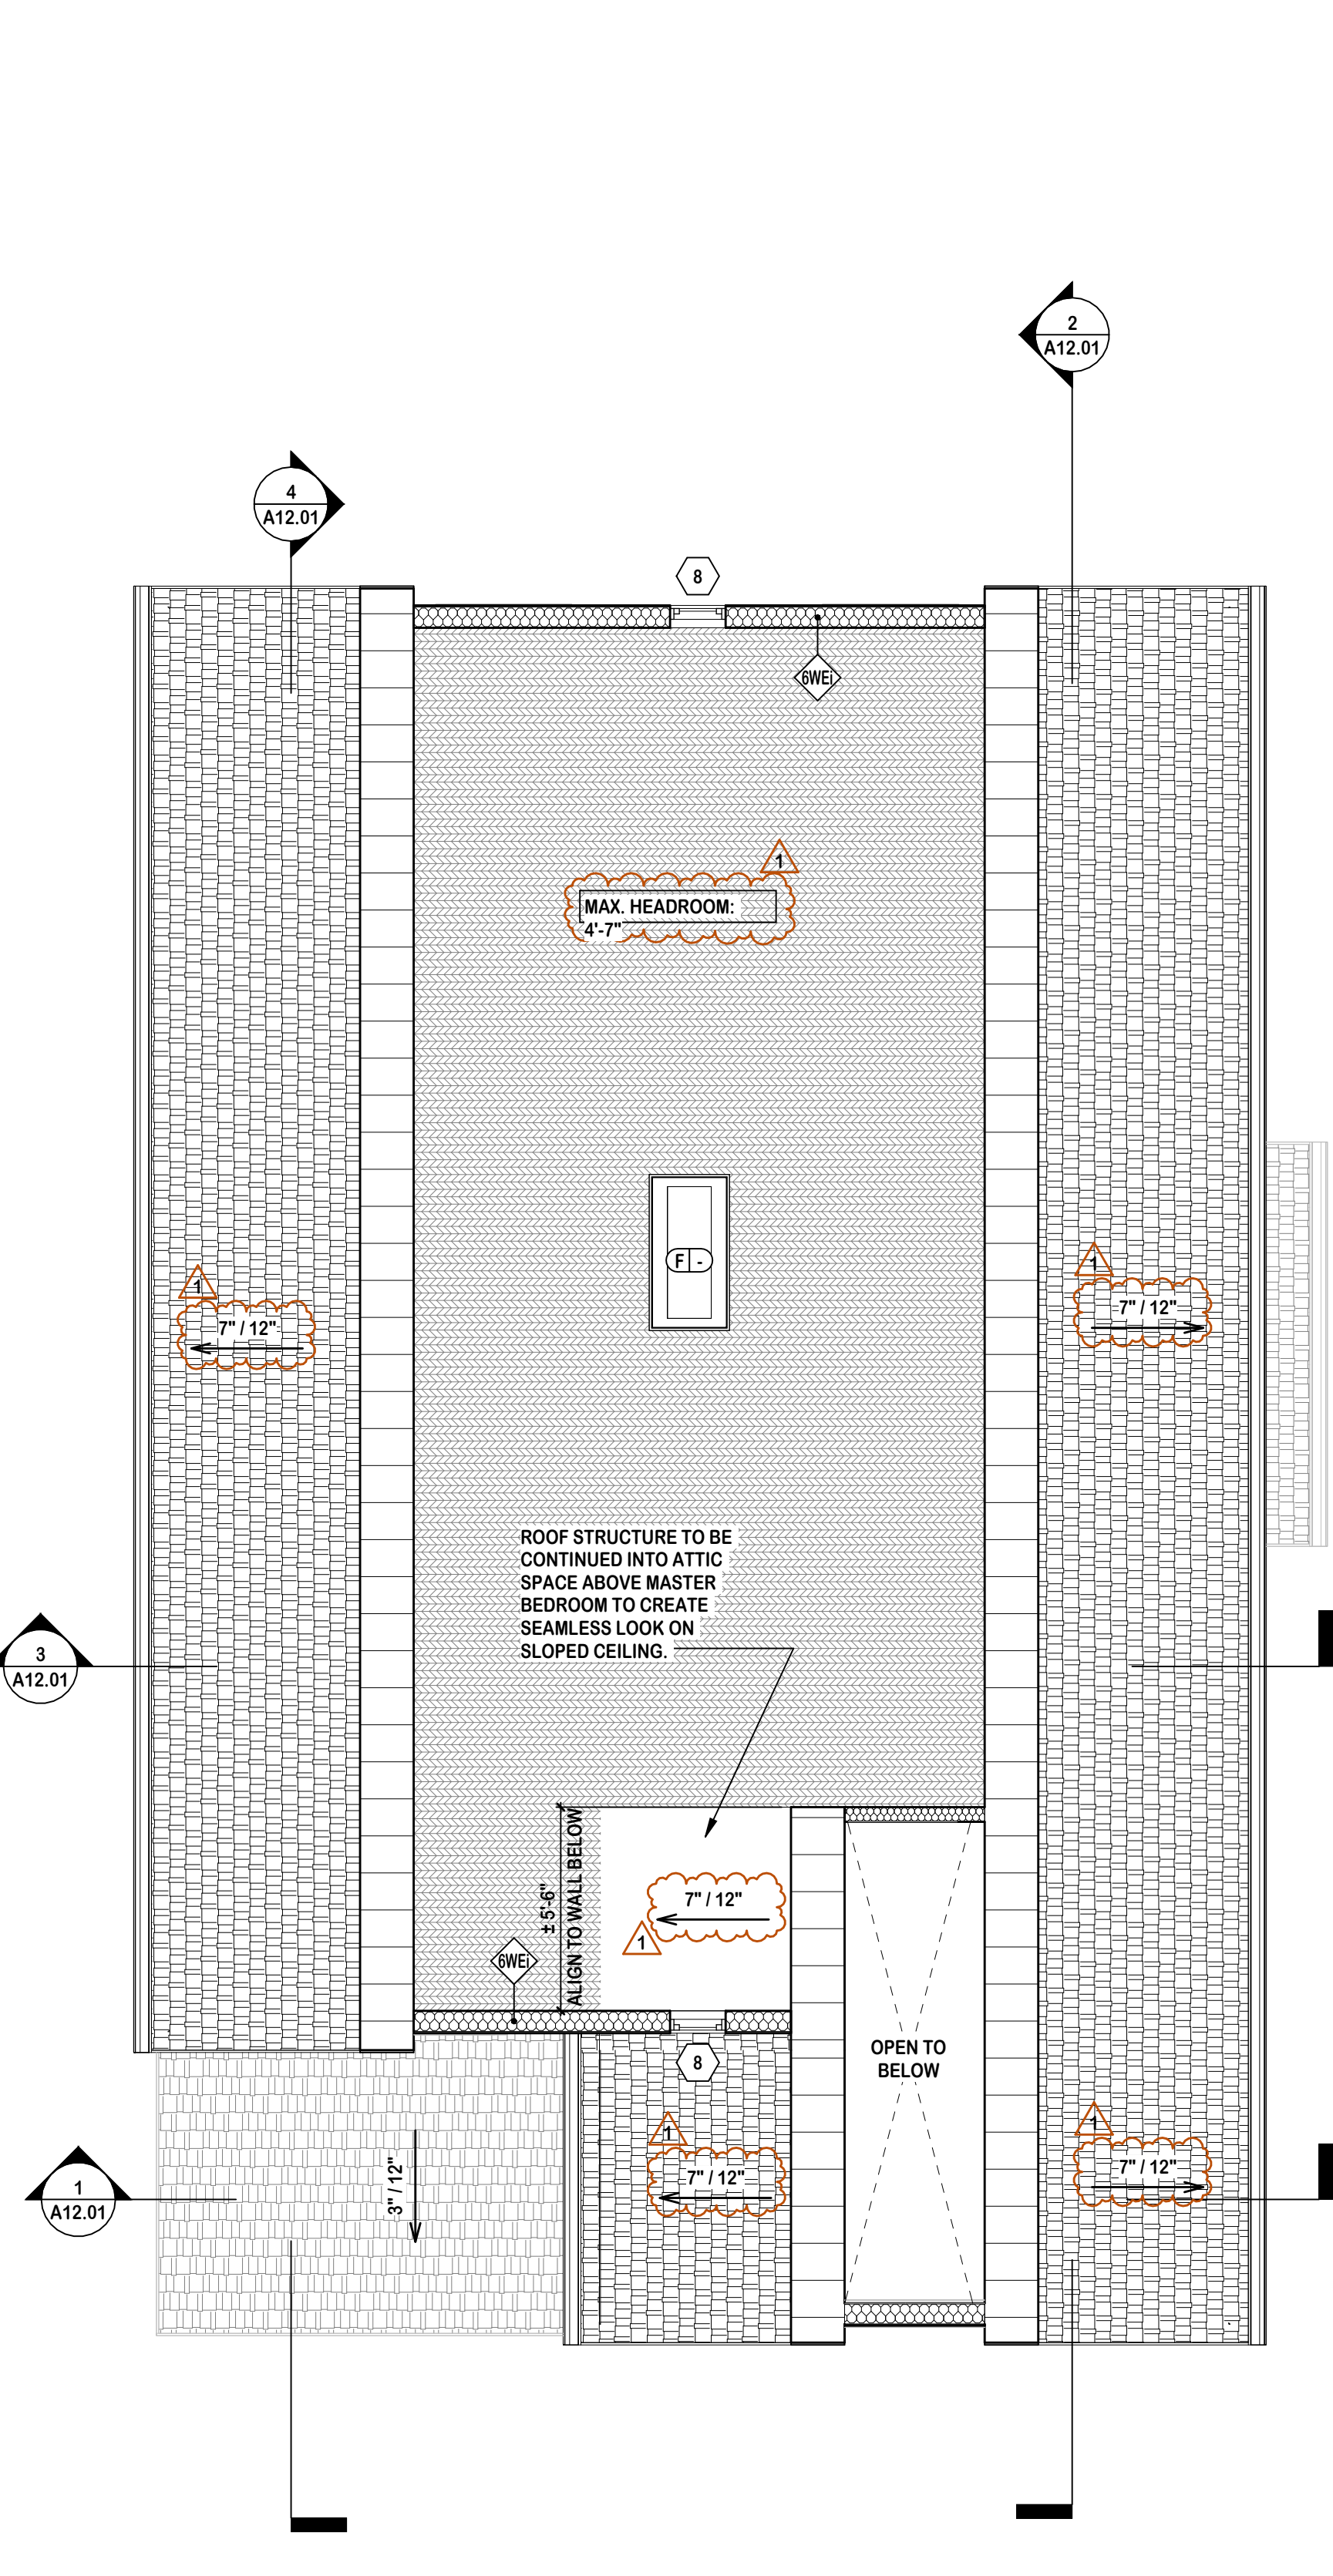 2
A12.01
4
A12.01
8
6WEi
1
MAX. HEADROOM:
4'-7"
F -
1
7" / 12"
1
7" / 12"
ROOF STRUCTURE TO BE
CONTINUED INTO ATTIC
SPACE ABOVE MASTER
BEDROOM TO CREATE
SEAMLESS LOOK ON
SLOPED CEILING.
3
A12.01
± 5'-6"
ALIGN TO WALL BELOW
7" / 12"
1
6WEi
OPEN TO
BELOW
8
1
7" / 12"
1
7" / 12"
3" / 12"
1
A12.01